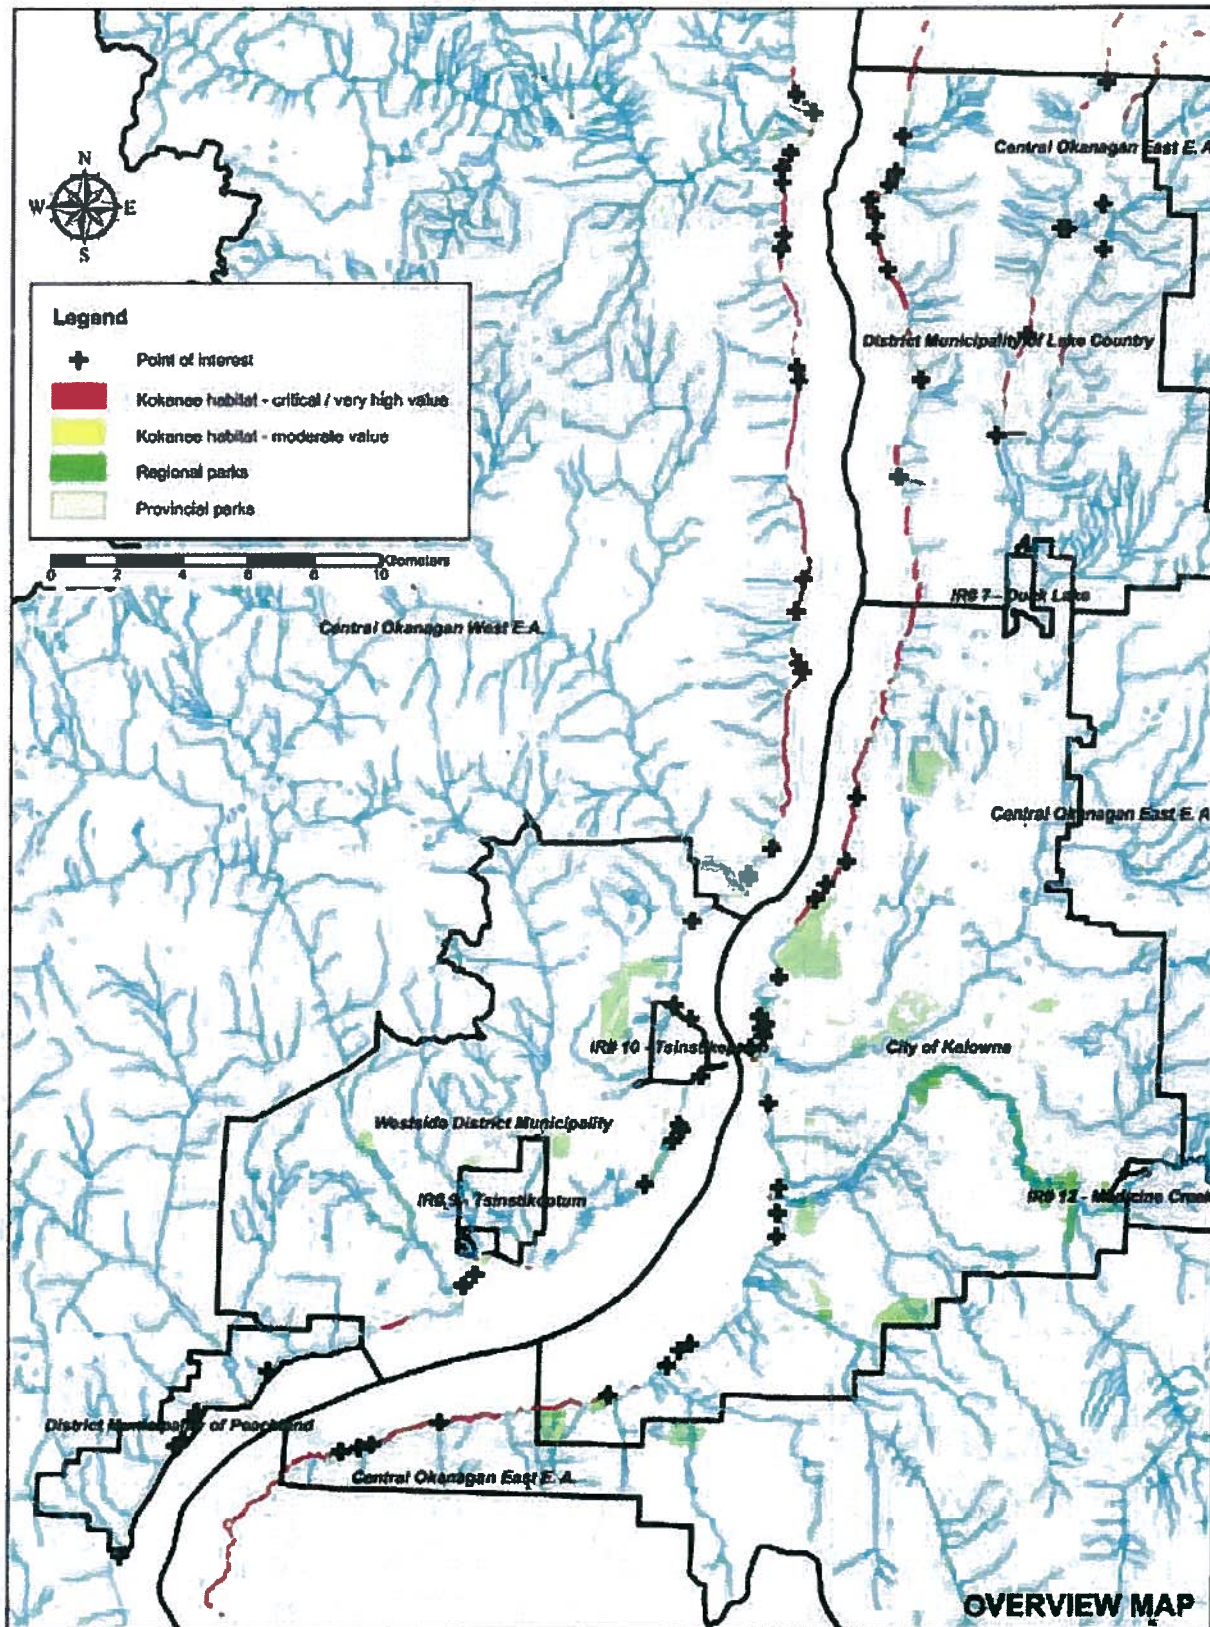 N
W E
S
Central Okanagan East E. A
Legend
Point of interest
Kokanee habitat - critical / very high value
Kokanee habitat - moderate value
Regional parks
Provincial parks
0 2 4 6 8 10 Kilometers
District Municipality of Lake Country
IR# 7 - Duck Lake
Central Okanagan West E.A.
Central Okanagan East E. A
IR# 10 - Tsinstikeptum
City of Kelowna
Westside District Municipality
IR# 9 - Tsinstikeptum
IR# 12 - Medicine Creek
District Municipality of Peachland
Central Okanagan East E. A.
OVERVIEW MAP